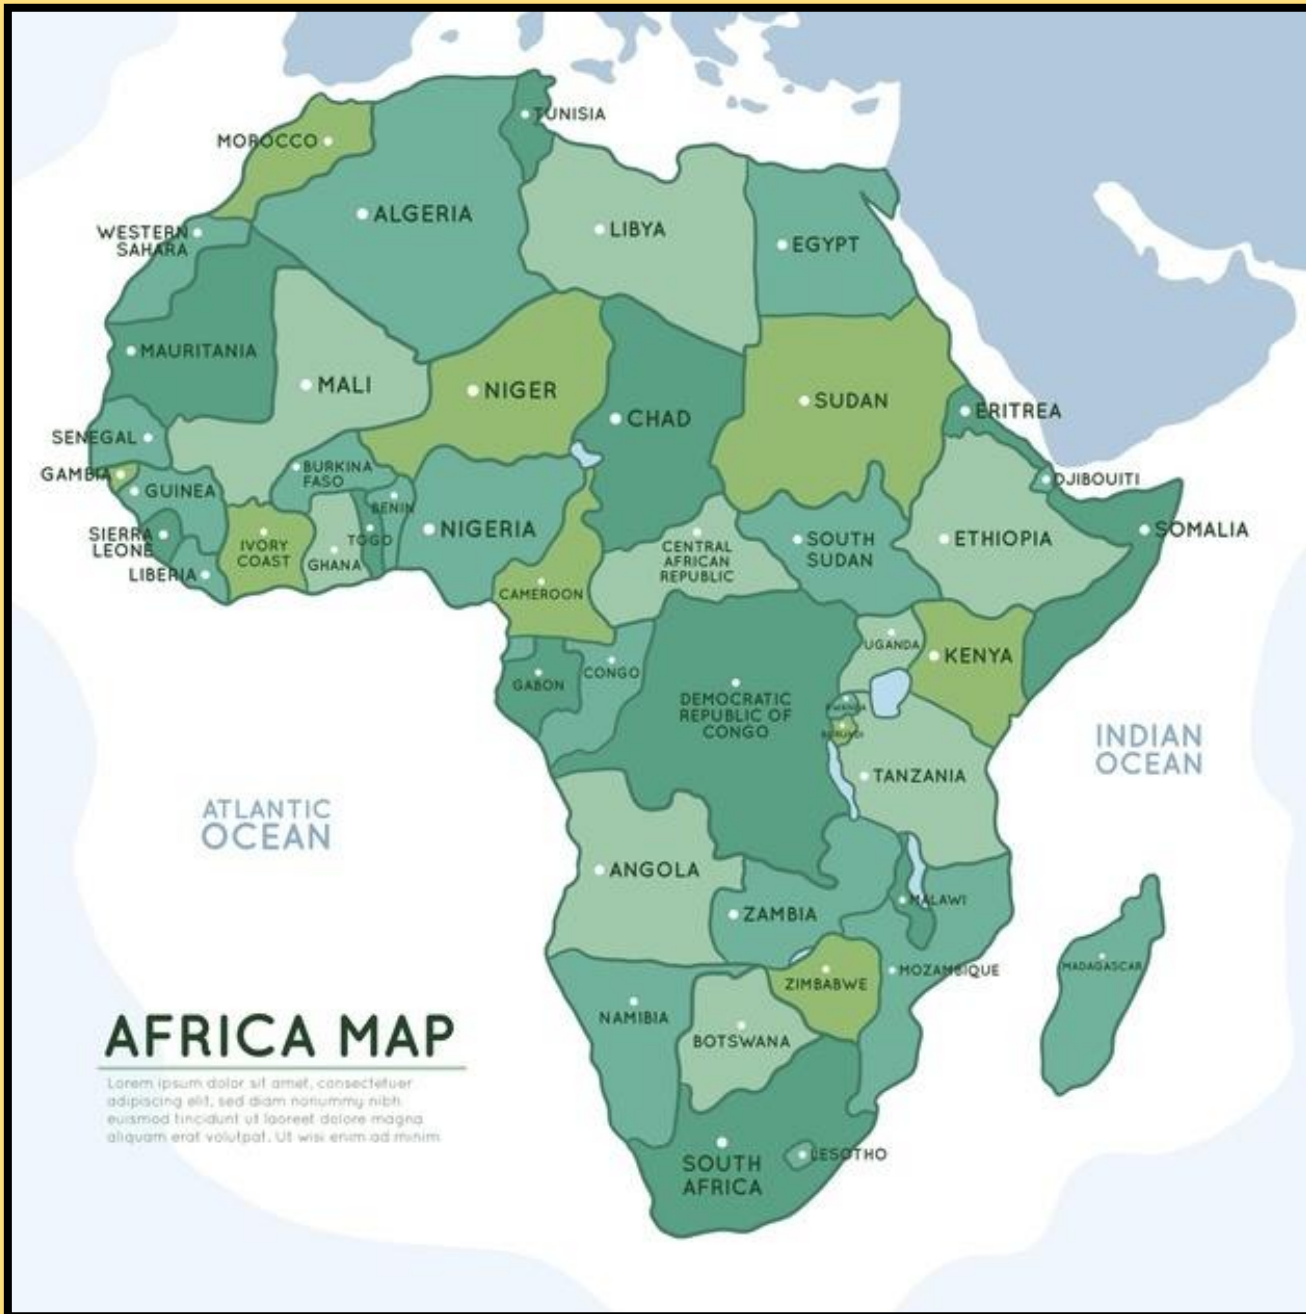 TUNISIA
MOROCCO
ALGERIA
LIBYA
EGYPT
WESTERN
SAHARA
MAURITANIA
MALI
NIGER
CHAD
SUDAN
ERITREA
SENEGAL
GAMBIA
GUINEA
BURKINA
FASO
BENIN
DJIBOUTI
SIERRA
LEONE
IVORY
COAST
GHANA
TOGO
NIGERIA
CENTRAL
AFRICAN
REPUBLIC
SOUTH
SUDAN
ETHIOPIA
SOMALIA
LIBERIA
CAMEROON
UGANDA
KENYA
GABON
CONGO
DEMOCRATIC
REPUBLIC OF
CONGO
RWANDA
BURUNDI
TANZANIA
INDIAN
OCEAN
ATLANTIC
OCEAN
ANGOLA
ZAMBIA
MALAWI
MOZAMBIQUE
MADAGASCAR
ZIMBABWE
NAMIBIA
BOTSWANA
SOUTH
AFRICA
LESOTHO
AFRICA MAP
Lorem ipsum dolor sit amet, consectetuer
adipiscing elit, sed diam nonummy nibh
euismod tincidunt ut laoreet dolore magna
aliquam erat volutpat. Ut wisi enim ad minim